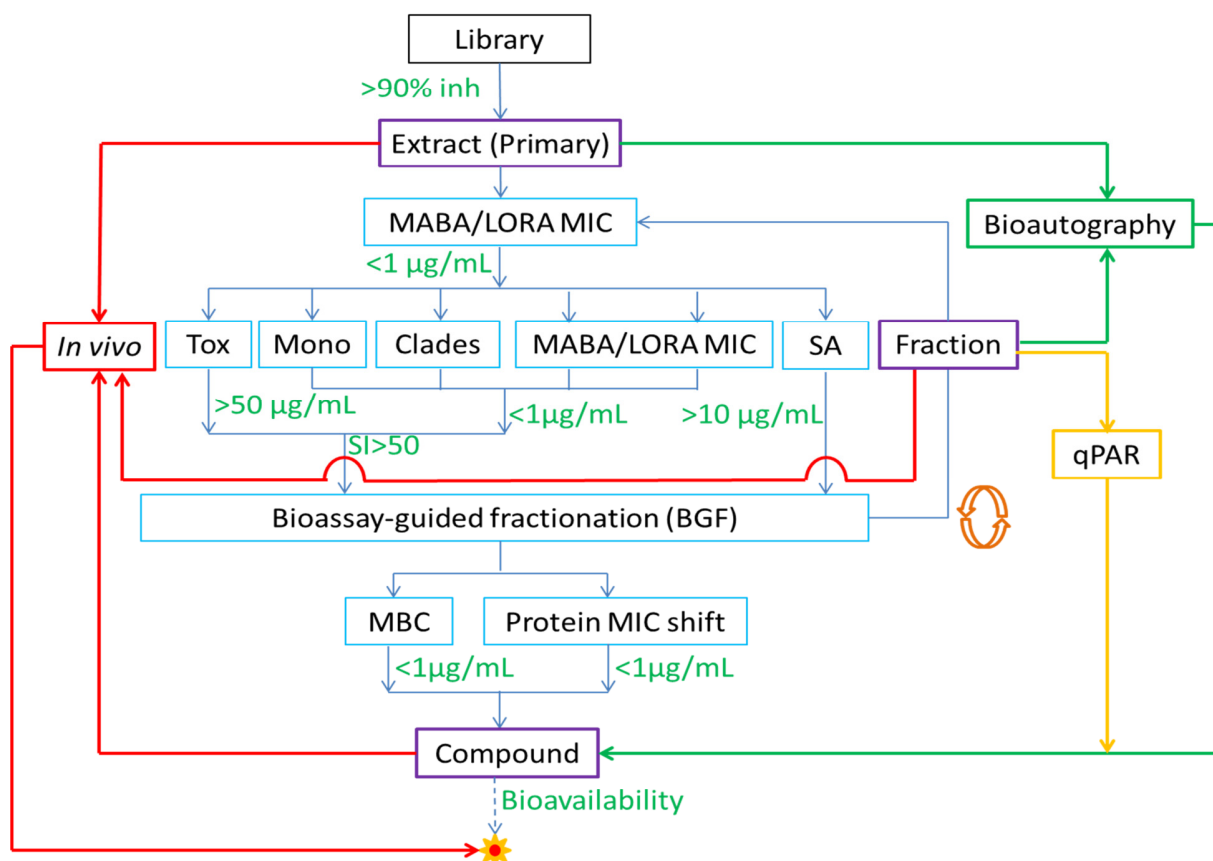 Library
>90% inh
Extract (Primary)
MABA/LORA MIC
Bioautography
<1 µg/mL
In vivo
Tox
Mono
Clades
MABA/LORA MIC
SA
Fraction
>50 µg/mL
<1µg/mL
>10 µg/mL
SI>50
qPAR
Bioassay-guided fractionation (BGF)
MBC
Protein MIC shift
<1µg/mL
<1µg/mL
Compound
Bioavailability